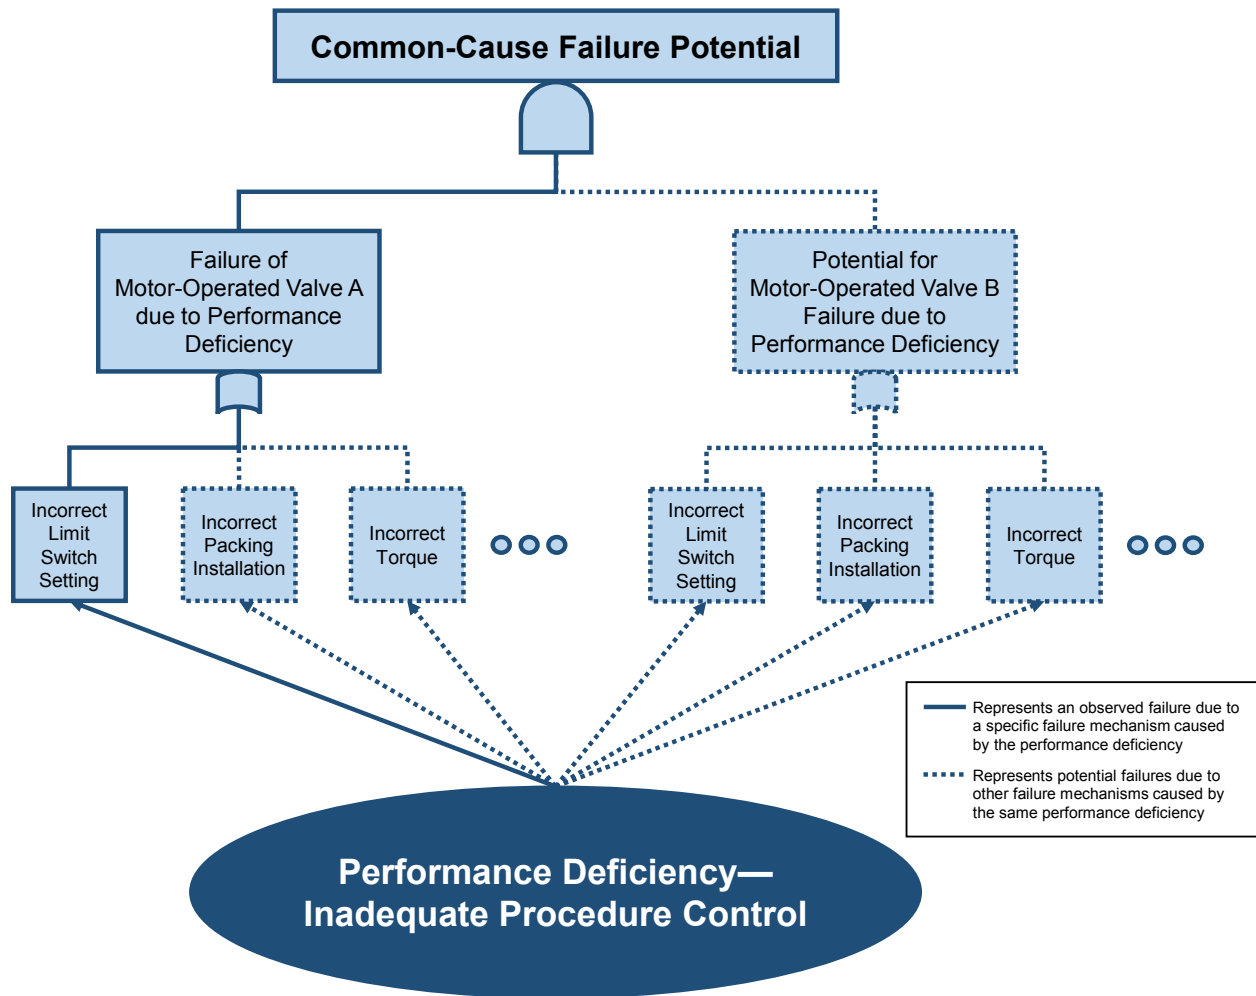 Common-Cause Failure Potential
Failure of
Motor-Operated Valve A
due to Performance
Deficiency
Potential for
Motor-Operated Valve B
Failure due to
Performance Deficiency
Incorrect
Limit
Switch
Setting
Incorrect
Packing
Installation
Incorrect
Torque
Incorrect
Limit
Switch
Setting
Incorrect
Packing
Installation
Incorrect
Torque
Represents an observed failure due to
a specific failure mechanism caused
by the performance deficiency
Represents potential failures due to
other failure mechanisms caused by
the same performance deficiency
Performance Deficiency—
Inadequate Procedure Control